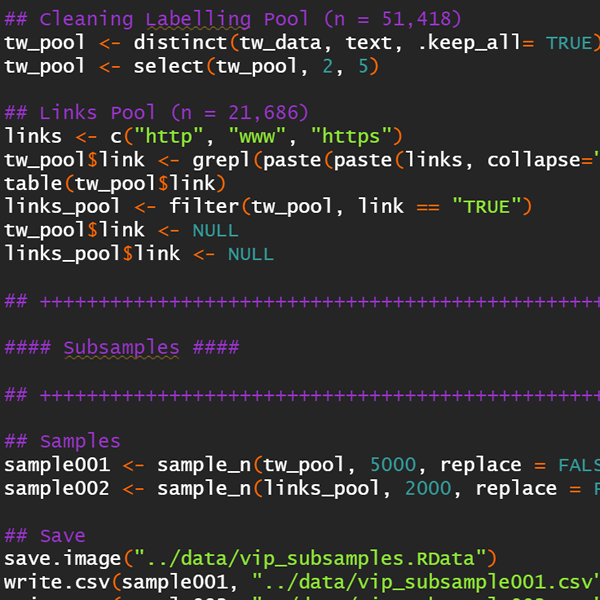 ## Cleaning Labelling Pool (n = 51,418)
tw_pool <- distinct(tw_data, text, .keep_all= TRUE)
tw_pool <- select(tw_pool, 2, 5)
## Links Pool (n = 21,686)
links <- c("http", "www", "https")
tw_pool$link <- grepl(paste(paste(links, collapse="
table(tw_pool$link)
links_pool <- filter(tw_pool, link == "TRUE")
tw_pool$link <- NULL
links_pool$link <- NULL
## ++++++++++++++++++++++++++++++++++++++++++++++++
#### Subsamples ####
## ++++++++++++++++++++++++++++++++++++++++++++++++
## Samples
sample001 <- sample_n(tw_pool, 5000, replace = FALS
sample002 <- sample_n(links_pool, 2000, replace = F
## Save
save.image("../data/vip_subsamples.RData")
write.csv(sample001, "../data/vip_subsample001.csv"